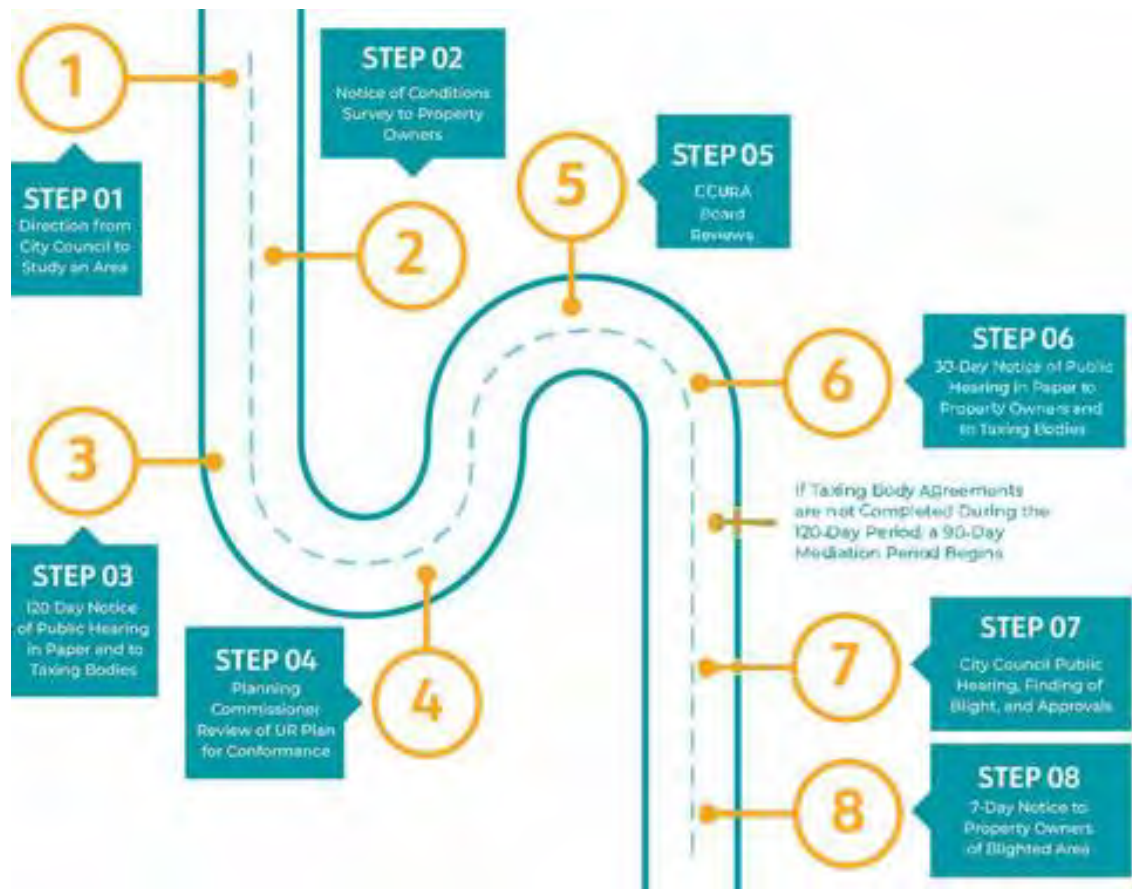 1
STEP 01
Direction from
City Council to
Study an Area
STEP 02
Notice of Conditions
Survey to Property
Owners
2
3
STEP 03
120 Day Notice
of Public Hearing
in Paper and to
Taxing Bodies
STEP 04
Planning
Commissioner
Review of UR Plan
for Conformance
4
5
STEP 05
CCURA
Board
Reviews
6
STEP 06
30-Day Notice of Public
Hearing in Paper to
Property Owners and
to Taxing Bodies
If Taxing Body Agreements
are not Completed During the
120-Day Period, a 90-Day
Mediation Period Begins
7
STEP 07
City Council Public
Hearing, Finding of
Blight, and Approvals
8
STEP 08
7-Day Notice to
Property Owners
of Blighted Area